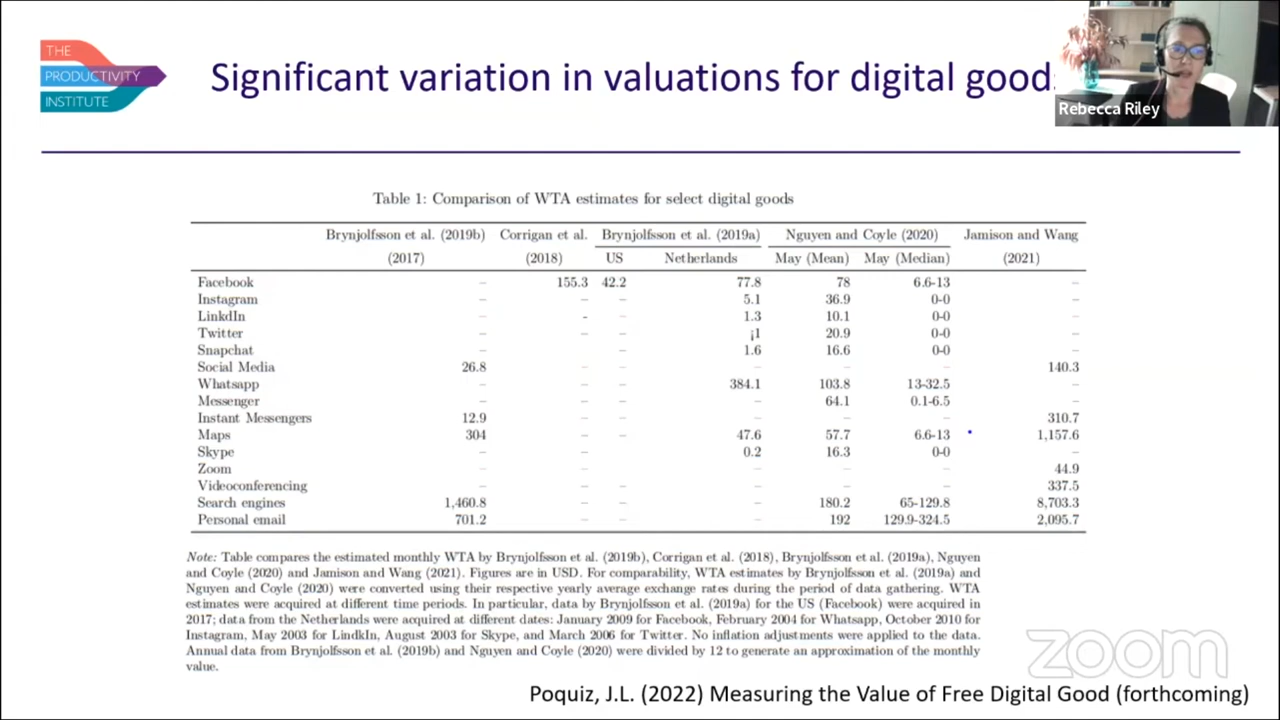 THE
PRODUCTIVITY
INSTITUTE
Significant variation in valuations for digital good
Rebecca Riley
Table 1: Comparison of WTA estimates for select digital goods
Brynjolfsson et al. (2019b) Corrigan et al. Brynjolfsson et al. (2019a) Nguyen and Coyle (2020) Jamison and Wang
(2017) (2018) US Netherlands May (Mean) May (Median) (2021)
Facebook – 155.3 42.2 77.8 78 6.6-13 –
Instagram – – – 5.1 36.9 0-0 –
LinkdIn – - – 1.3 10.1 0-0 –
Twitter – – – ¡1 20.9 0-0 –
Snapchat – – – 1.6 16.6 0-0 –
Social Media 26.8 – – – – – 140.3
Whatsapp – – – 384.1 103.8 13-32.5 –
Messenger – – – – 64.1 0.1-6.5 –
Instant Messengers 12.9 – – – – – 310.7
Maps 304 – – 47.6 57.7 6.6-13 1,157.6
Skype – – – 0.2 16.3 0-0 –
Zoom – – – – – – 44.9
Videoconferencing – – – – – – 337.5
Search engines 1,460.8 – – – 180.2 65-129.8 8,703.3
Personal email 701.2 – – – 192 129.9-324.5 2,095.7
Note: Table compares the estimated monthly WTA by Brynjolfsson et al. (2019b), Corrigan et al. (2018), Brynjolfsson et al. (2019a), Nguyen
and Coyle (2020) and Jamison and Wang (2021). Figures are in USD. For comparability, WTA estimates by Brynjolfsson et al. (2019a) and
Nguyen and Coyle (2020) were converted using their respective yearly average exchange rates during the period of data gathering. WTA
estimates were acquired at different time periods. In particular, data by Brynjolfsson et al. (2019a) for the US (Facebook) were acquired in
2017; data from the Netherlands were acquired at different dates: January 2009 for Facebook, February 2004 for Whatsapp, October 2010 for
Instagram, May 2003 for LindkIn, August 2003 for Skype, and March 2006 for Twitter. No inflation adjustments were applied to the data.
Annual data from Brynjolfsson et al. (2019b) and Nguyen and Coyle (2020) were divided by 12 to generate an approximation of the monthly
value.
zoom
Poquiz, J.L. (2022) Measuring the Value of Free Digital Good (forthcoming)